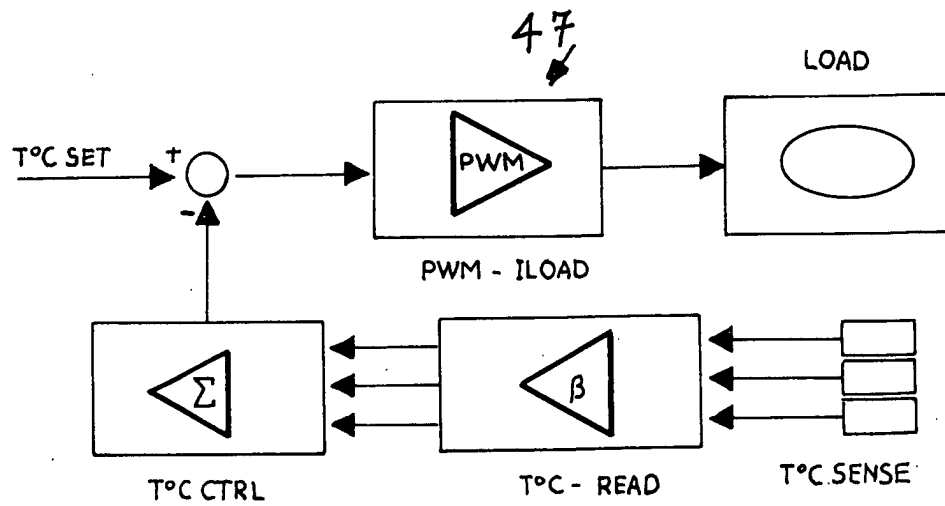 47
LOAD
T°C SET
+
-
PWM
PWM - ILOAD
Σ
β
T°C CTRL
T°C - READ
T°C.SENSE